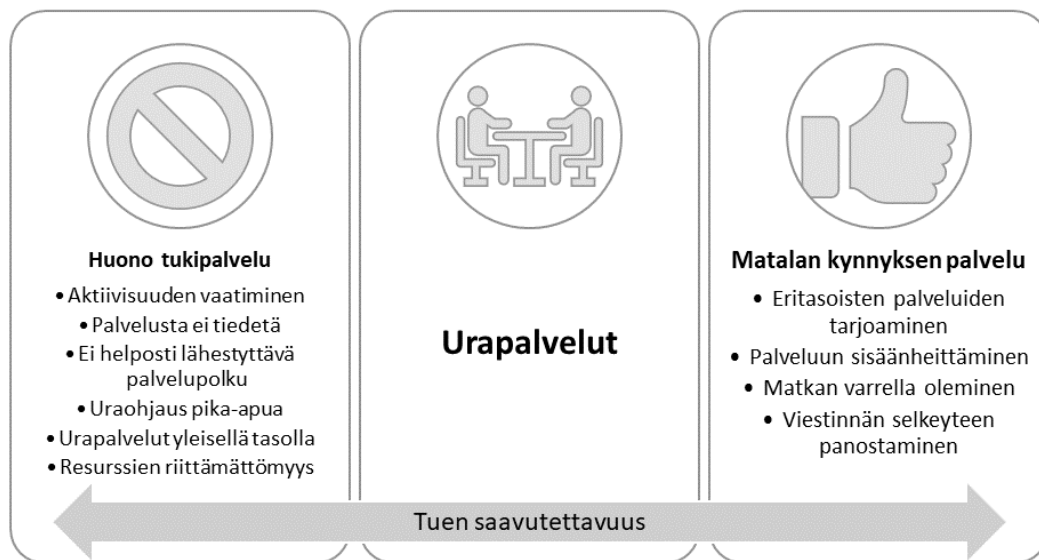 Huono tukipalvelu
• Aktiivisuuden vaatiminen
• Palvelusta ei tiedetä
• Ei helposti lähestyttävä
palvelupolku
• Uraohjaus pika-apua
• Urapalvelut yleisellä tasolla
• Resurssien riittämättömyys
Urapalvelut
Matalan kynnyksen palvelu
• Eritasoisten palveluiden
tarjoaminen
• Palveluun sisäänheittäminen
• Matkan varrella oleminen
• Viestinnän selkeyteen
panostaminen
Tuen saavutettavuus